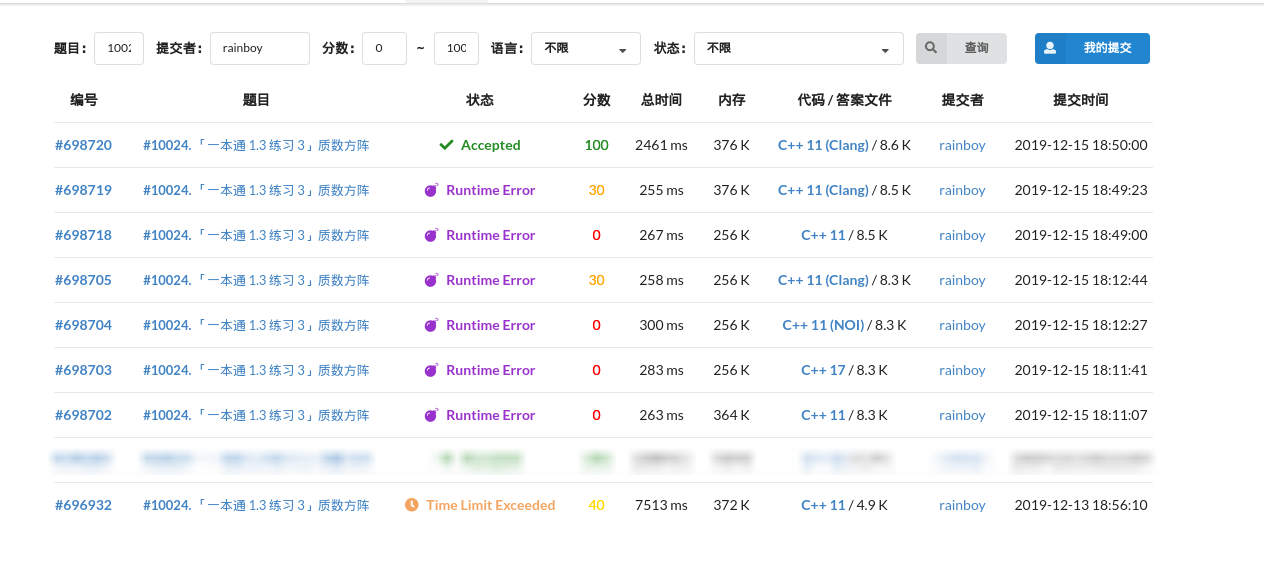 题目： 1002 提交者： rainboy 分数： 0 ~ 100 语言： 不限 状态： 不限 查询 我的提交
编号 题目 状态 分数 总时间 内存 代码 / 答案文件 提交者 提交时间
#698720 #10024.「一本通 1.3 练习 3」质数方阵 Accepted 100 2461 ms 376 K C++ 11 (Clang) / 8.6 K rainboy 2019-12-15 18:50:00
#698719 #10024.「一本通 1.3 练习 3」质数方阵 Runtime Error 30 255 ms 376 K C++ 11 (Clang) / 8.5 K rainboy 2019-12-15 18:49:23
#698718 #10024.「一本通 1.3 练习 3」质数方阵 Runtime Error 0 267 ms 256 K C++ 11 / 8.5 K rainboy 2019-12-15 18:49:00
#698705 #10024.「一本通 1.3 练习 3」质数方阵 Runtime Error 30 258 ms 256 K C++ 11 (Clang) / 8.3 K rainboy 2019-12-15 18:12:44
#698704 #10024.「一本通 1.3 练习 3」质数方阵 Runtime Error 0 300 ms 256 K C++ 11 (NOI) / 8.3 K rainboy 2019-12-15 18:12:27
#698703 #10024.「一本通 1.3 练习 3」质数方阵 Runtime Error 0 283 ms 256 K C++ 17 / 8.3 K rainboy 2019-12-15 18:11:41
#698702 #10024.「一本通 1.3 练习 3」质数方阵 Runtime Error 0 263 ms 364 K C++ 11 / 8.3 K rainboy 2019-12-15 18:11:07
#696932 #10024.「一本通 1.3 练习 3」质数方阵 Time Limit Exceeded 40 7513 ms 372 K C++ 11 / 4.9 K rainboy 2019-12-13 18:56:10